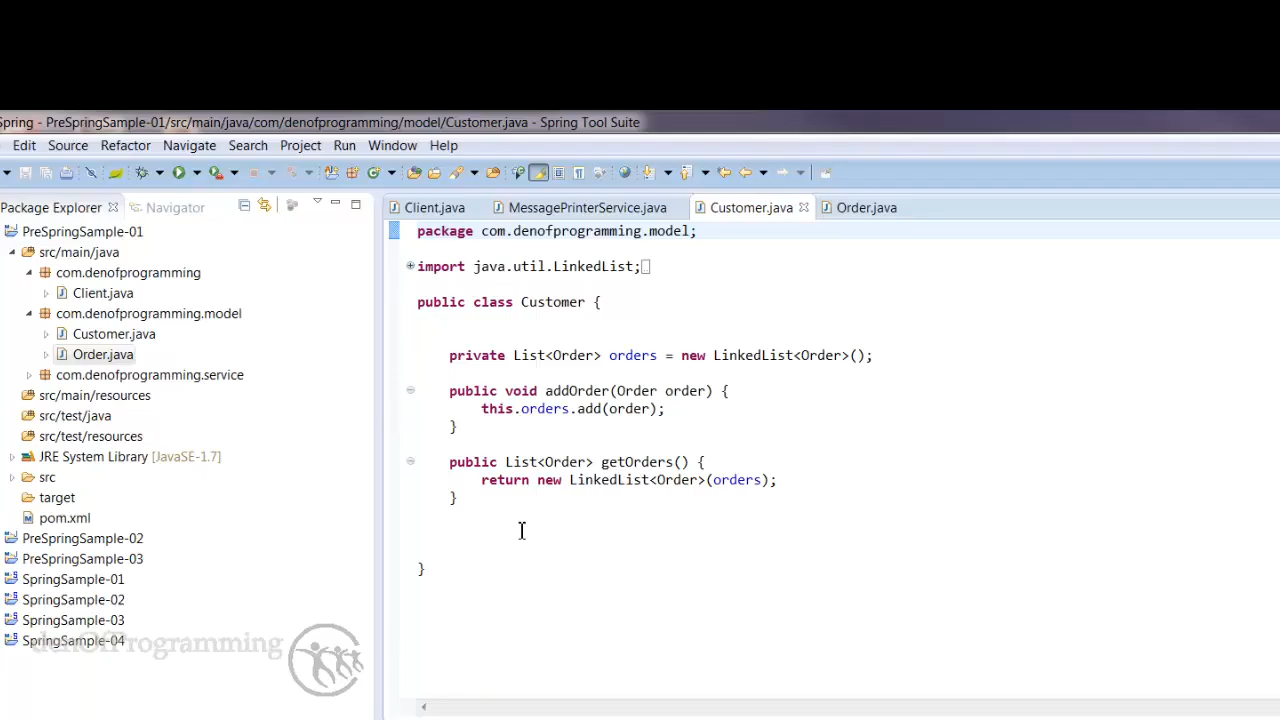 Spring - PreSpringSample-01/src/main/java/com/denofprogramming/model/Customer.java - Spring Tool Suite
Edit Source Refactor Navigate Search Project Run Window Help
Package Explorer Navigator
PreSpringSample-01
src/main/java
com.denofprogramming
Client.java
com.denofprogramming.model
Customer.java
Order.java
com.denofprogramming.service
src/main/resources
src/test/java
src/test/resources
JRE System Library [JavaSE-1.7]
src
target
pom.xml
PreSpringSample-02
PreSpringSample-03
SpringSample-01
SpringSample-02
SpringSample-03
SpringSample-04
denOfProgramming
Client.java MessagePrinterService.java Customer.java Order.java
package com.denofprogramming.model;
import java.util.LinkedList;
public class Customer {
private List<Order> orders = new LinkedList<Order>();
public void addOrder(Order order) {
this.orders.add(order);
}
public List<Order> getOrders() {
return new LinkedList<Order>(orders);
}
}